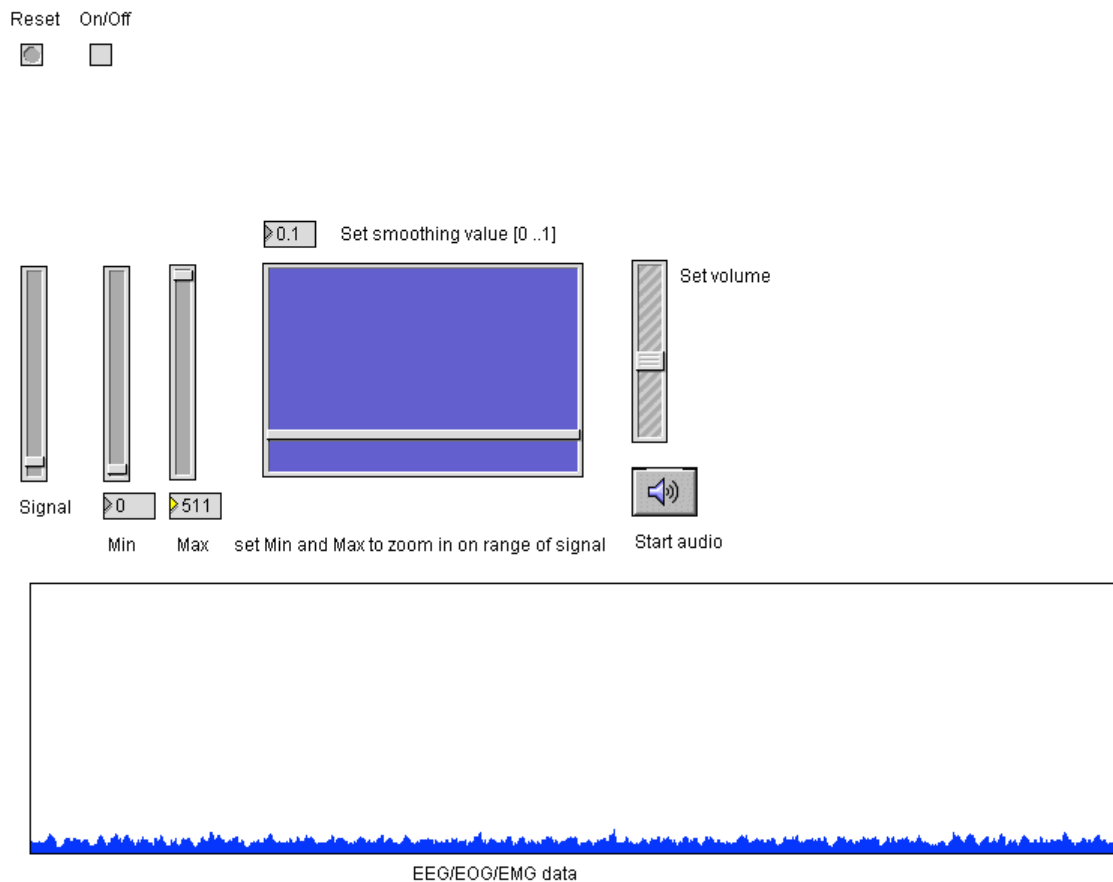 Reset On/Off
0.1 Set smoothing value [0 ..1]
Set volume
Signal 0 511
Min Max set Min and Max to zoom in on range of signal Start audio
EEG/EOG/EMG data